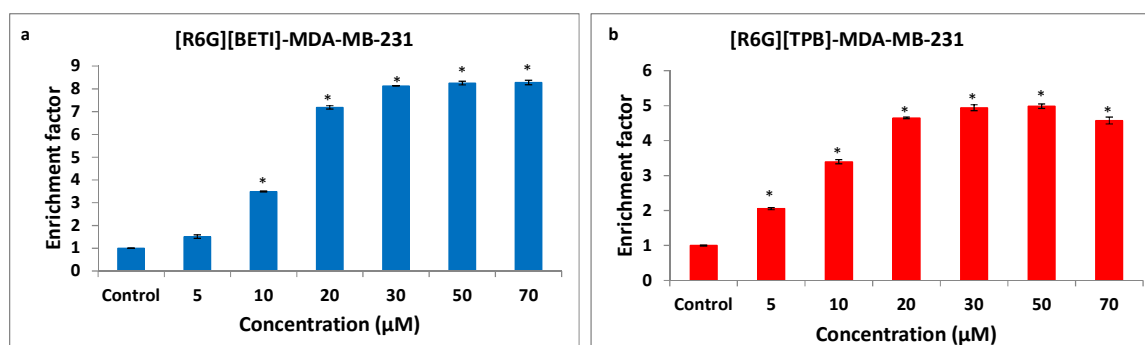 a
[R6G][BETI]-MDA-MB-231
Enrichment factor
9
8
7
6
5
4
3
2
1
0
* * * * *
Control 5 10 20 30 50 70
Concentration (µM)
b
[R6G][TPB]-MDA-MB-231
Enrichment factor
6
5
4
3
2
1
0
* * * * * *
Control 5 10 20 30 50 70
Concentration (µM)